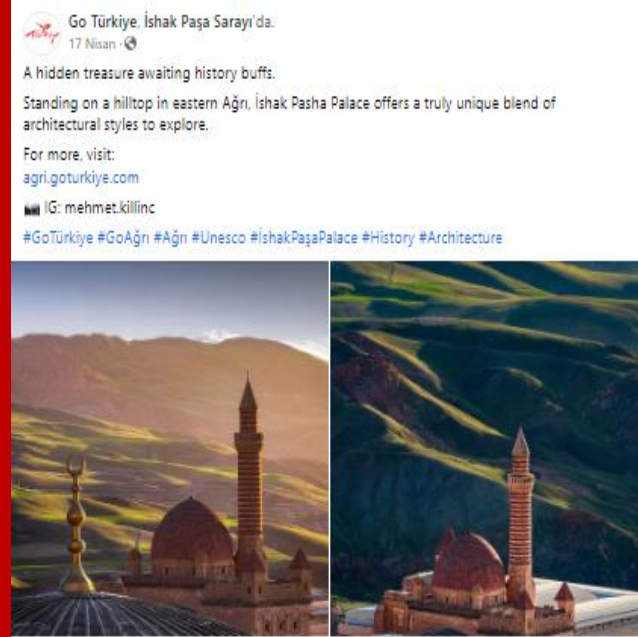 Go Türkiye, İshak Paşa Sarayı'da.
17 Nisan ·
A hidden treasure awaiting history buffs.
Standing on a hilltop in eastern Ağrı, İshak Pasha Palace offers a truly unique blend of
architectural styles to explore.
For more, visit:
agri.goturkiye.com
📷 IG: mehmet.killinc
#GoTürkiye #GoAğrı #Ağrı #Unesco #İshakPaşaPalace #History #Architecture